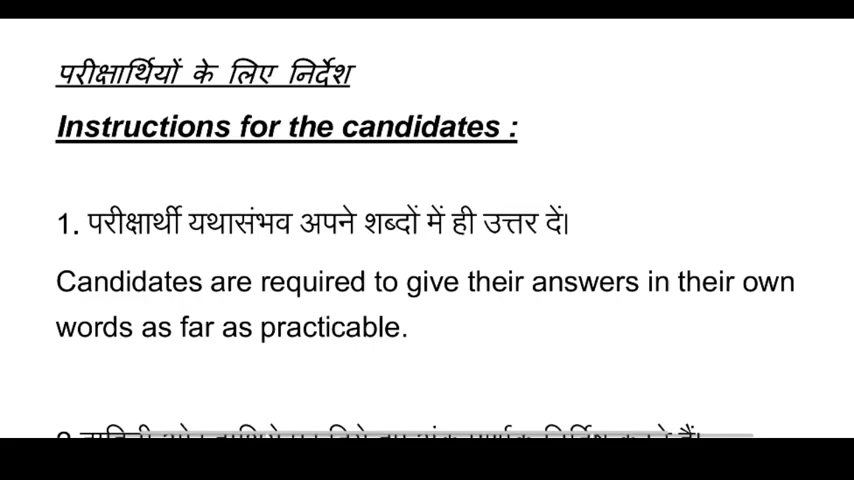 परीक्षार्थियों के लिए निर्देश
Instructions for the candidates :
1. परीक्षार्थी यथासंभव अपने शब्दों में ही उत्तर दें।
Candidates are required to give their answers in their own
words as far as practicable.